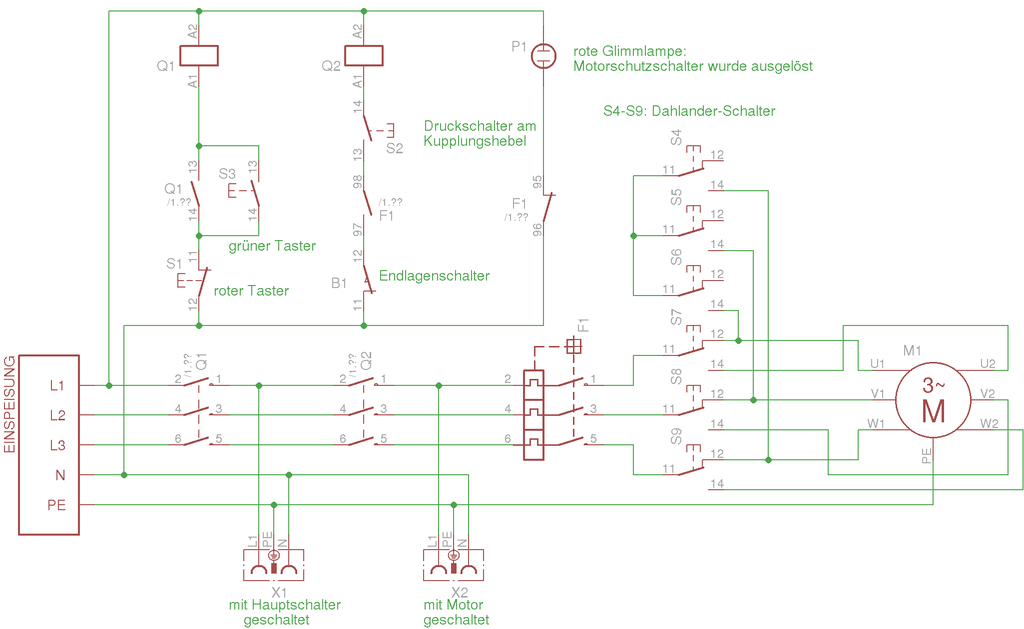 A2
A2
P1
rote Glimmlampe:
Motorschutzschalter wurde ausgelöst
Q1
Q2
A1
A1
14
S4-S9: Dahlander-Schalter
Druckschalter am
Kupplungshebel
S2
13
S4
12
11
14
13
S3
13
98
95
Q1
/1.??
14
14
/1.??
F1
97
F1
/1.??
96
S5
12
11
14
grüner Taster
S1
11
12
roter Taster
12
B1
11
Endlagenschalter
S6
12
11
14
S7
12
11
14
EINSPEISUNG
L1
L2
L3
N
PE
/1.??
Q1
2
1
4
3
6
5
/1.??
Q2
2
1
4
3
6
5
F1
2
1
4
3
6
5
S8
12
11
14
S9
12
11
14
M1
U1
U2
V1
V2
W1
W2
3~
M
PE
L1
PE
N
X1
mit Hauptschalter
geschaltet
L1
PE
N
X2
mit Motor
geschaltet